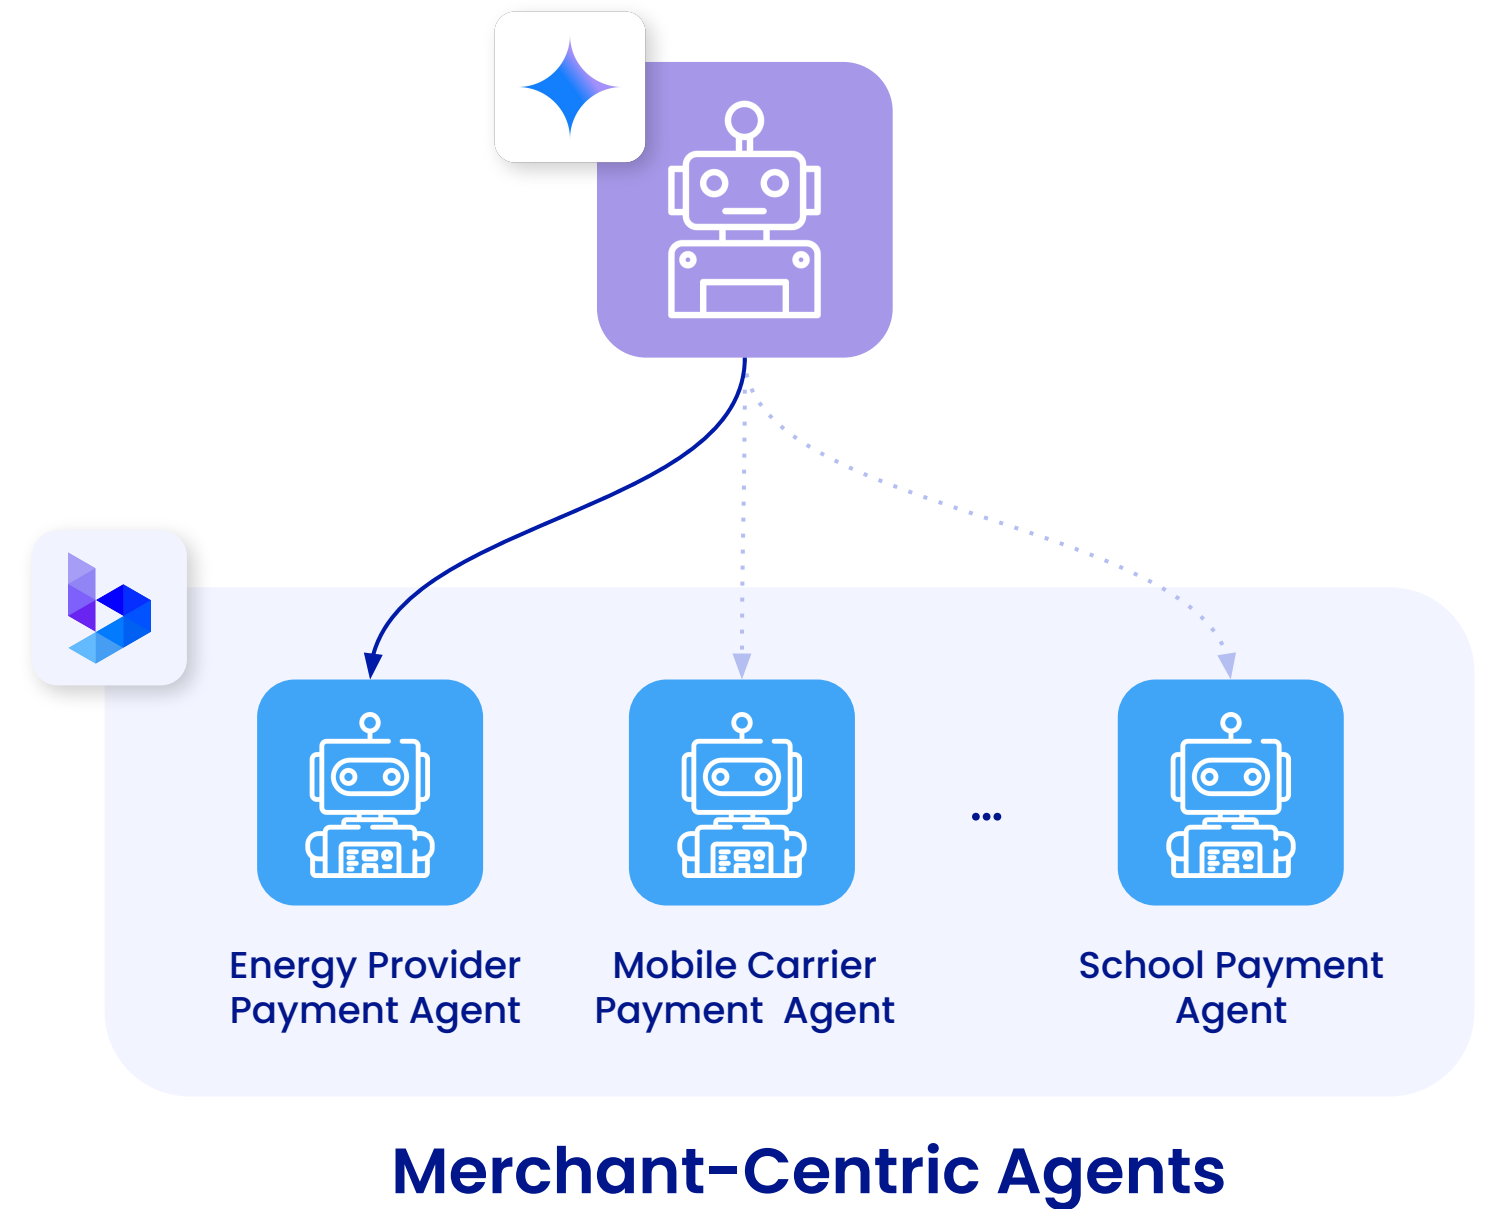 ...
Energy Provider
Payment Agent
Mobile Carrier
Payment  Agent
School Payment
Agent
Merchant-Centric Agents